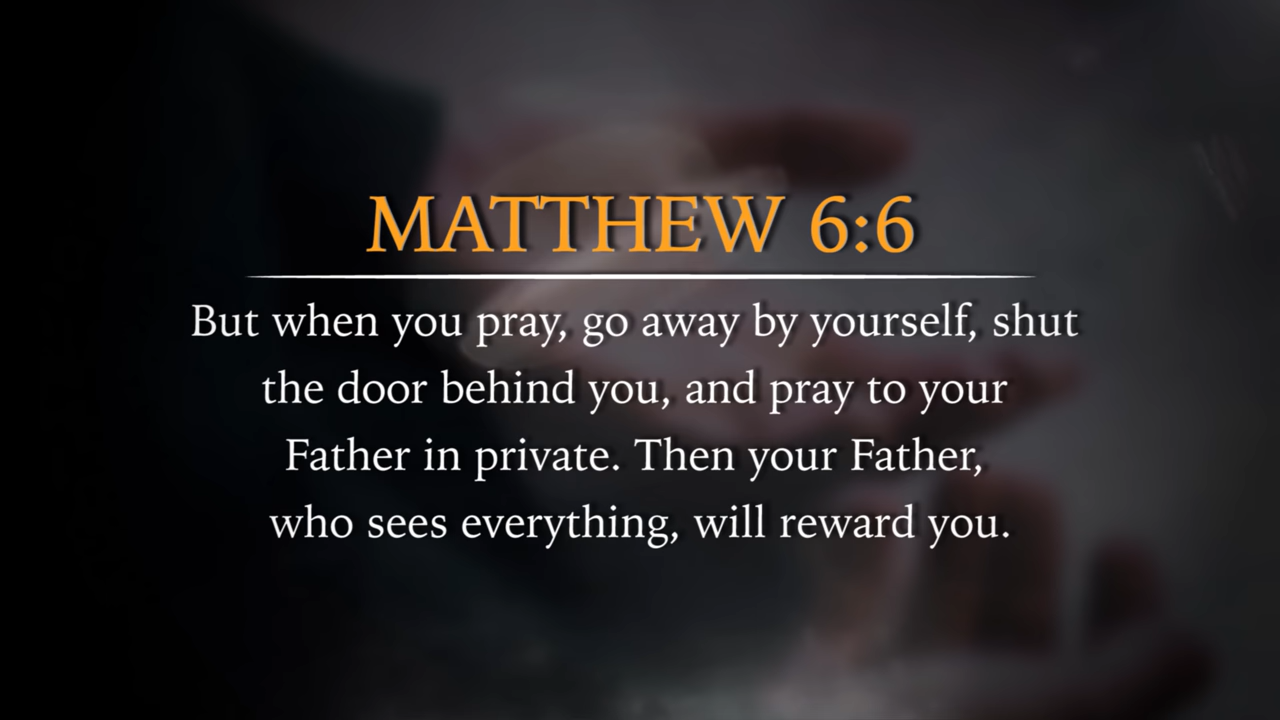 MATTHEW 6:6
But when you pray, go away by yourself, shut
the door behind you, and pray to your
Father in private. Then your Father,
who sees everything, will reward you.